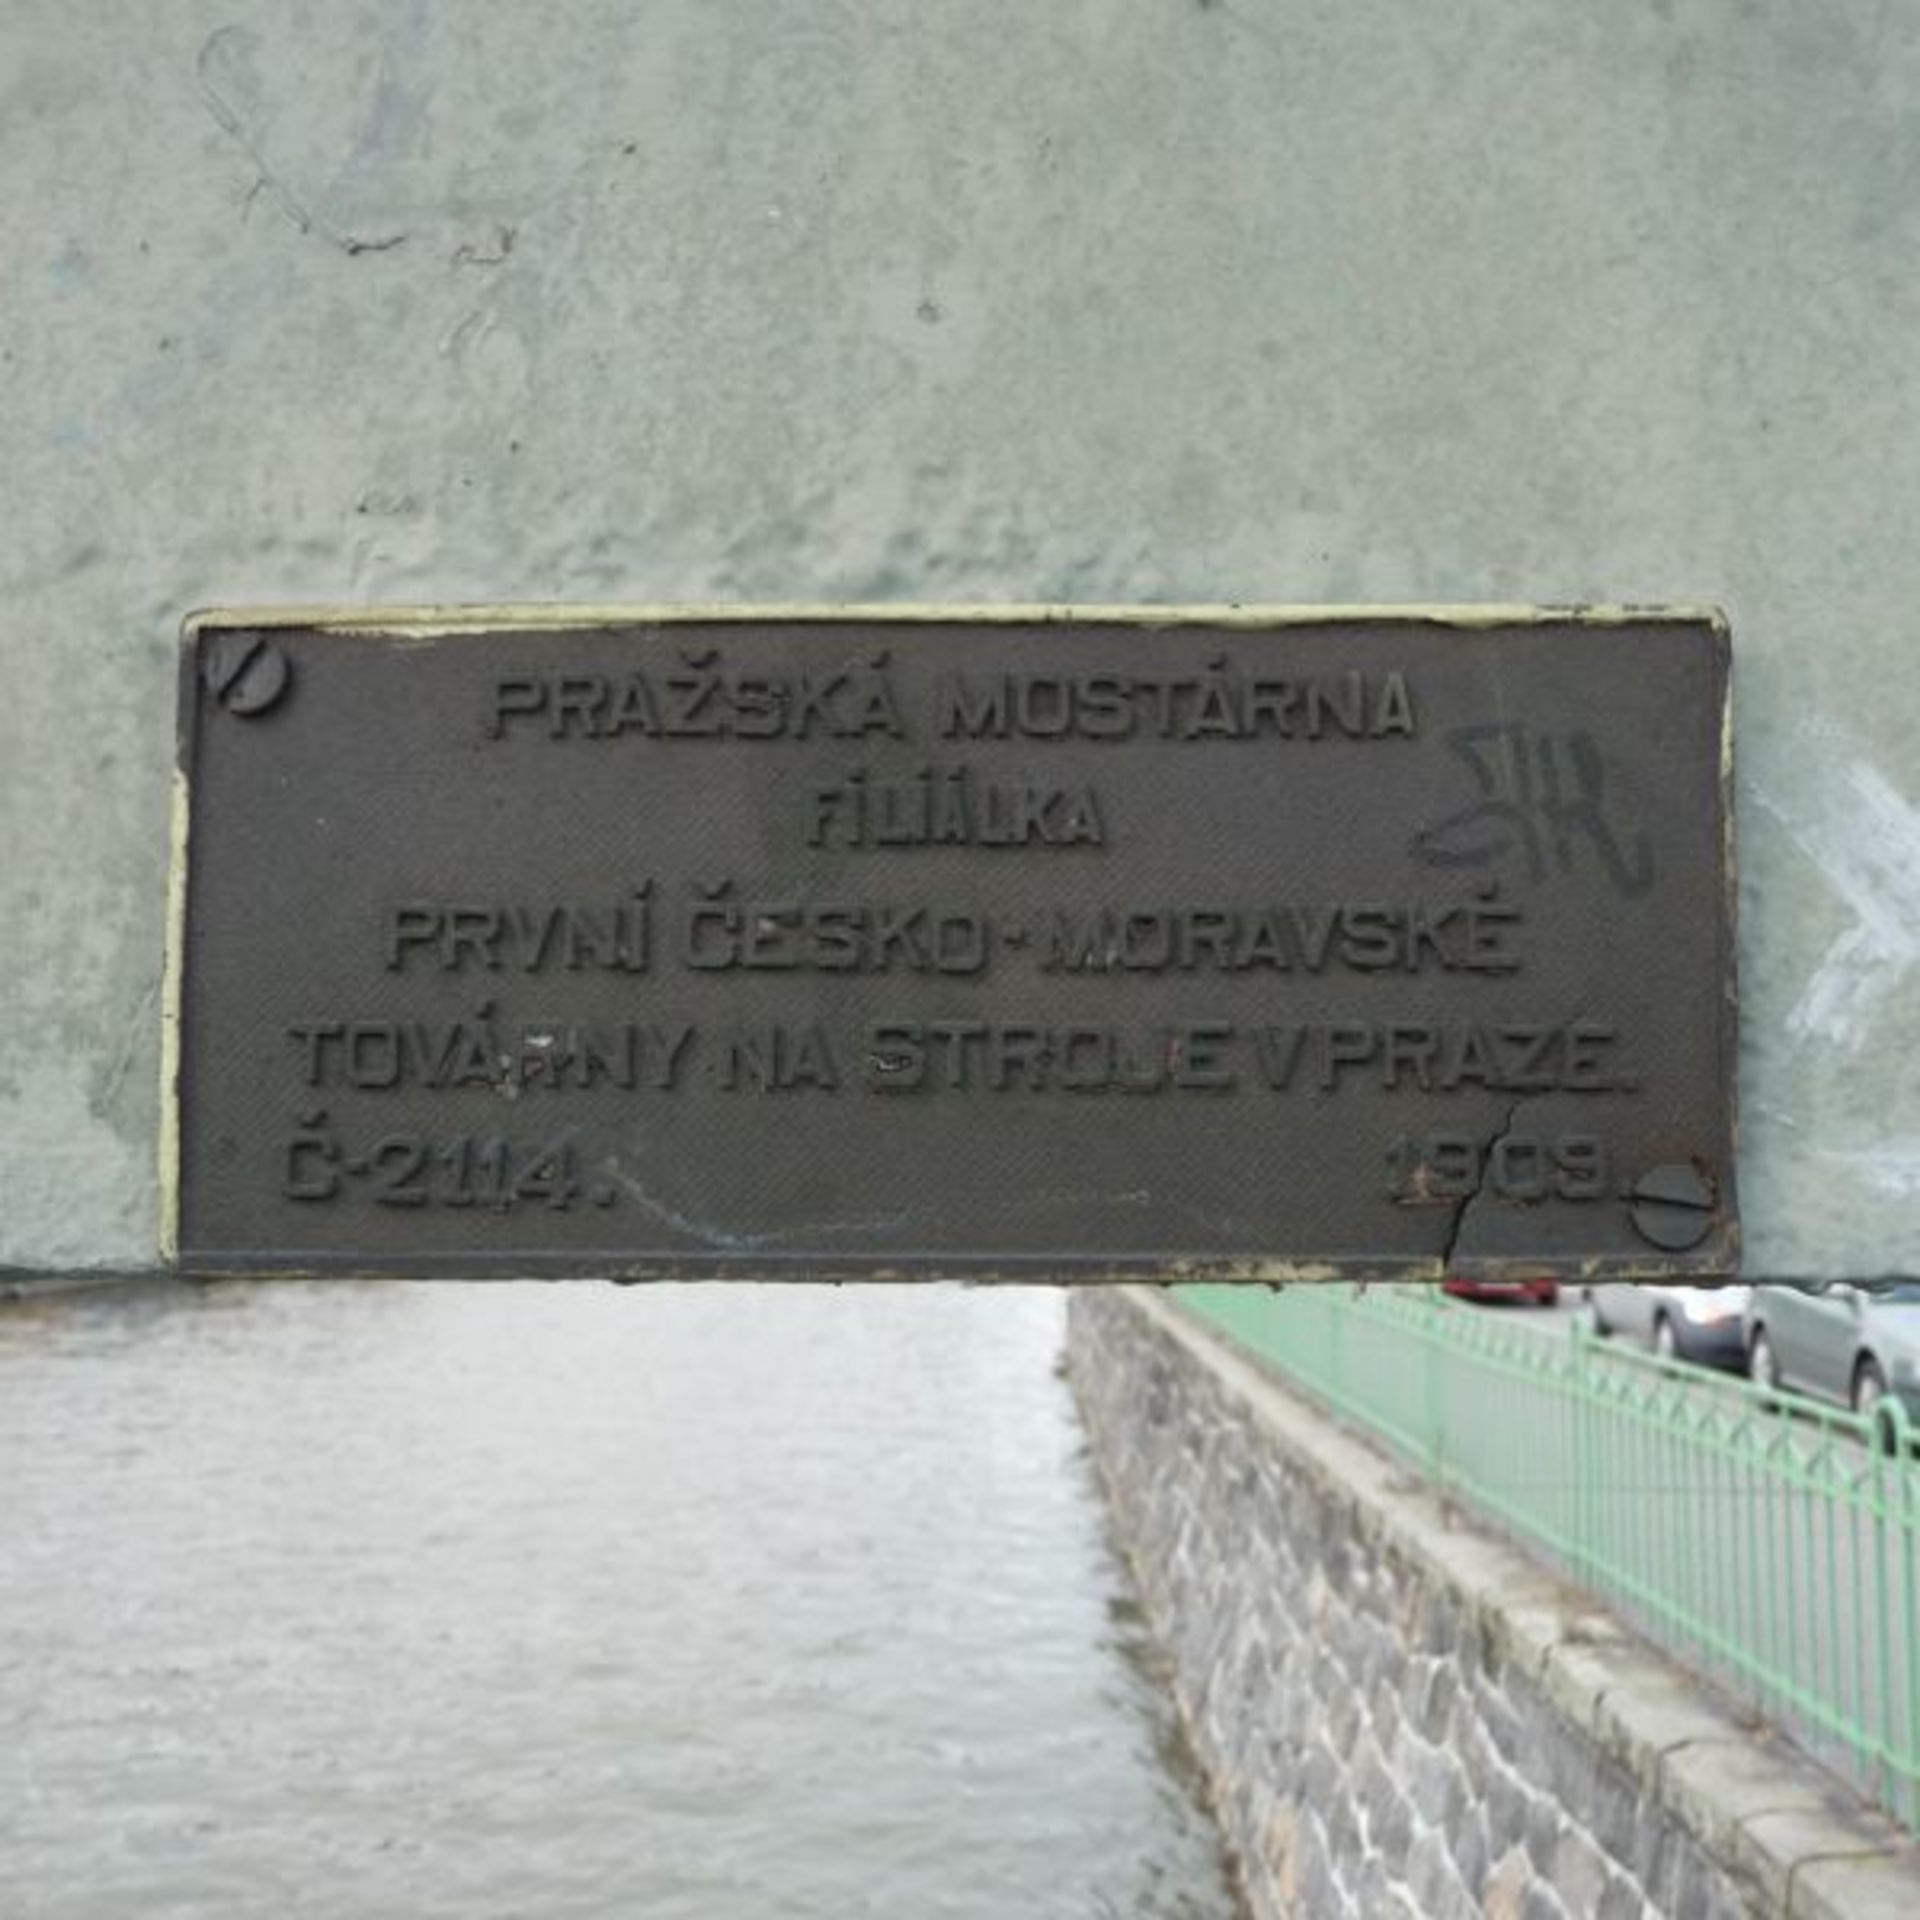 PRAŽSKÁ MOSTÁRNA
FILIÁLKA
PRVNÍ ČESKO-MORAVSKÉ
TOVÁRNY NA STROJE V PRAZE.
Č-2114. 1909.